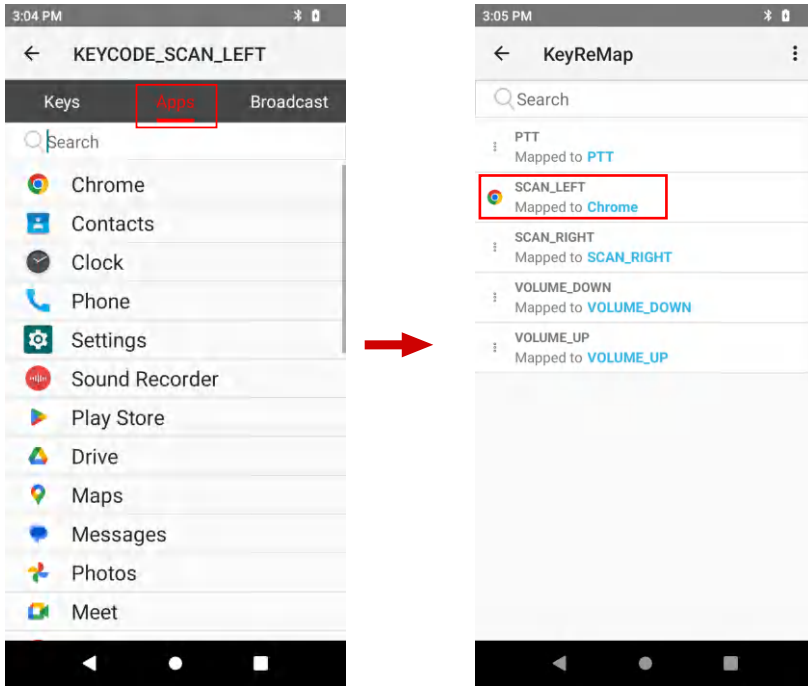 3:04 PM
KEYCODE_SCAN_LEFT
Keys Apps Broadcast
Search
Chrome
Contacts
Clock
Phone
Settings
Sound Recorder
Play Store
Drive
Maps
Messages
Photos
Meet
3:05 PM
KeyReMap
Search
PTT
Mapped to PTT
SCAN_LEFT
Mapped to Chrome
SCAN_RIGHT
Mapped to SCAN_RIGHT
VOLUME_DOWN
Mapped to VOLUME_DOWN
VOLUME_UP
Mapped to VOLUME_UP